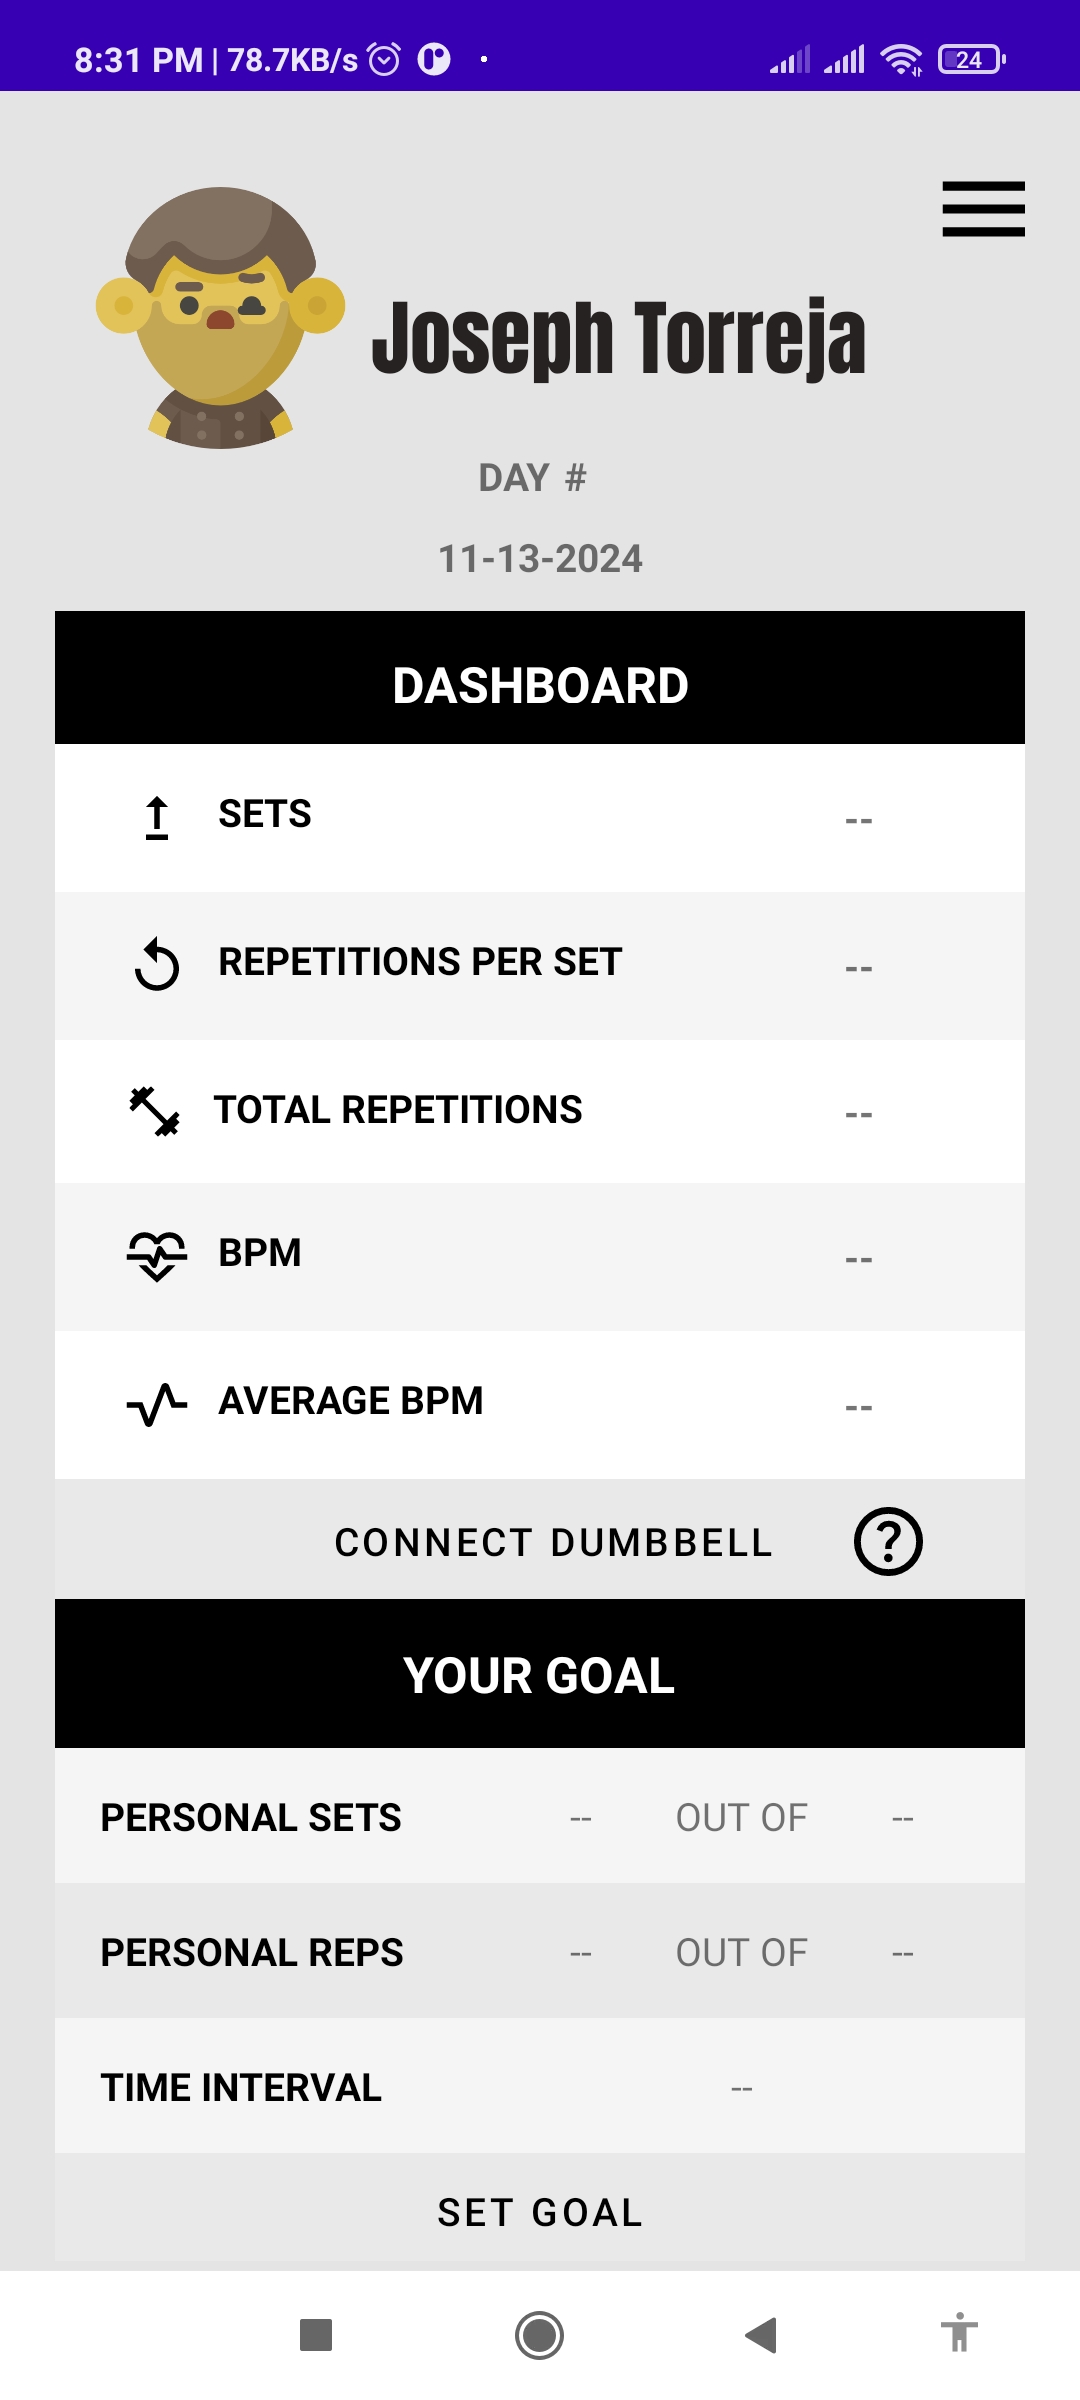 8:31 PM | 78.7KB/s 24
Joseph Torreja
DAY #
11-13-2024
DASHBOARD
SETS --
REPETITIONS PER SET --
TOTAL REPETITIONS --
BPM --
AVERAGE BPM --
CONNECT DUMBBELL ?
YOUR GOAL
PERSONAL SETS -- OUT OF --
PERSONAL REPS -- OUT OF --
TIME INTERVAL --
SET GOAL